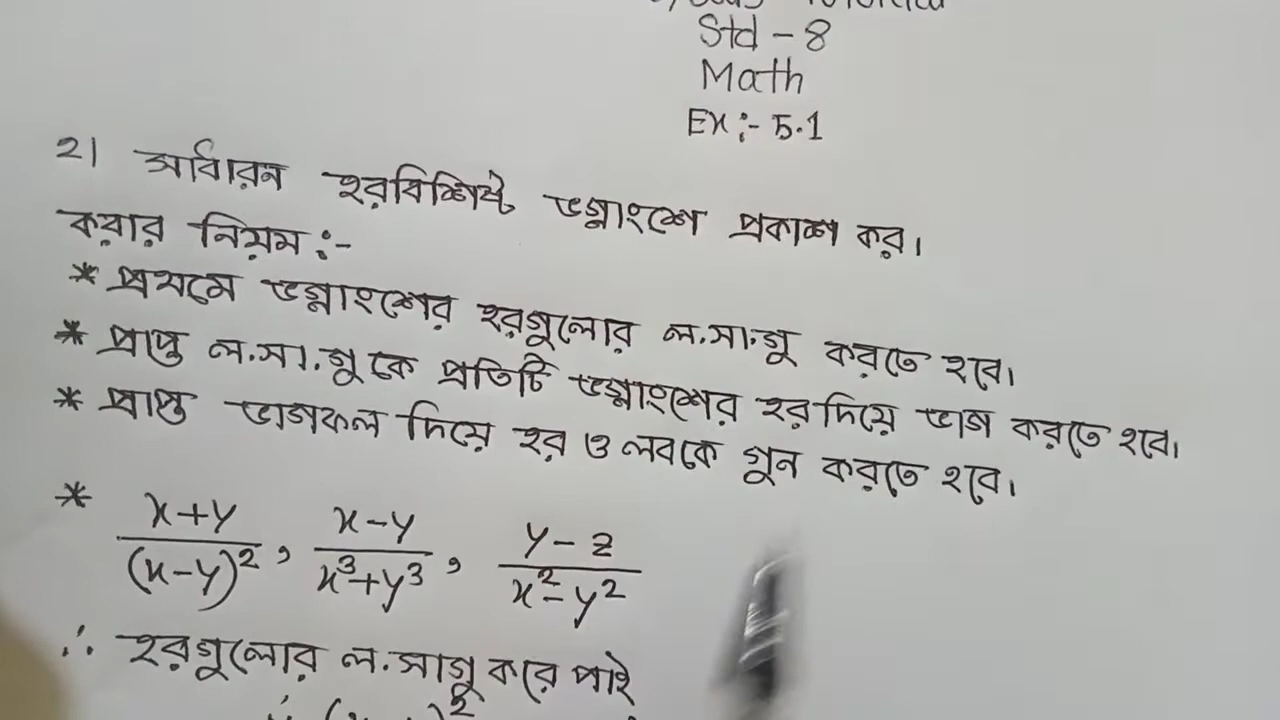 Std - 8
Math
Ex:- 5.1
২। সাধারন হরবিশিষ্ট ভগ্নাংশে প্রকাশ কর।
করার নিয়ম:-
* প্রথমে ভগ্নাংশের হরগুলোর ল.সা.গু করতে হবে।
* প্রাপ্ত ল.সা.গু কে প্রতিটি ভগ্নাংশের হর দিয়ে ভাগ করতে হবে।
* প্রাপ্ত ভাগফল দিয়ে হর ও লবকে গুন করতে হবে।
* (x+y)/(x-y)², (x-y)/(x³+y³), (y-z)/(x²-y²)
∴ হরগুলোর ল.সাগু করে পাই